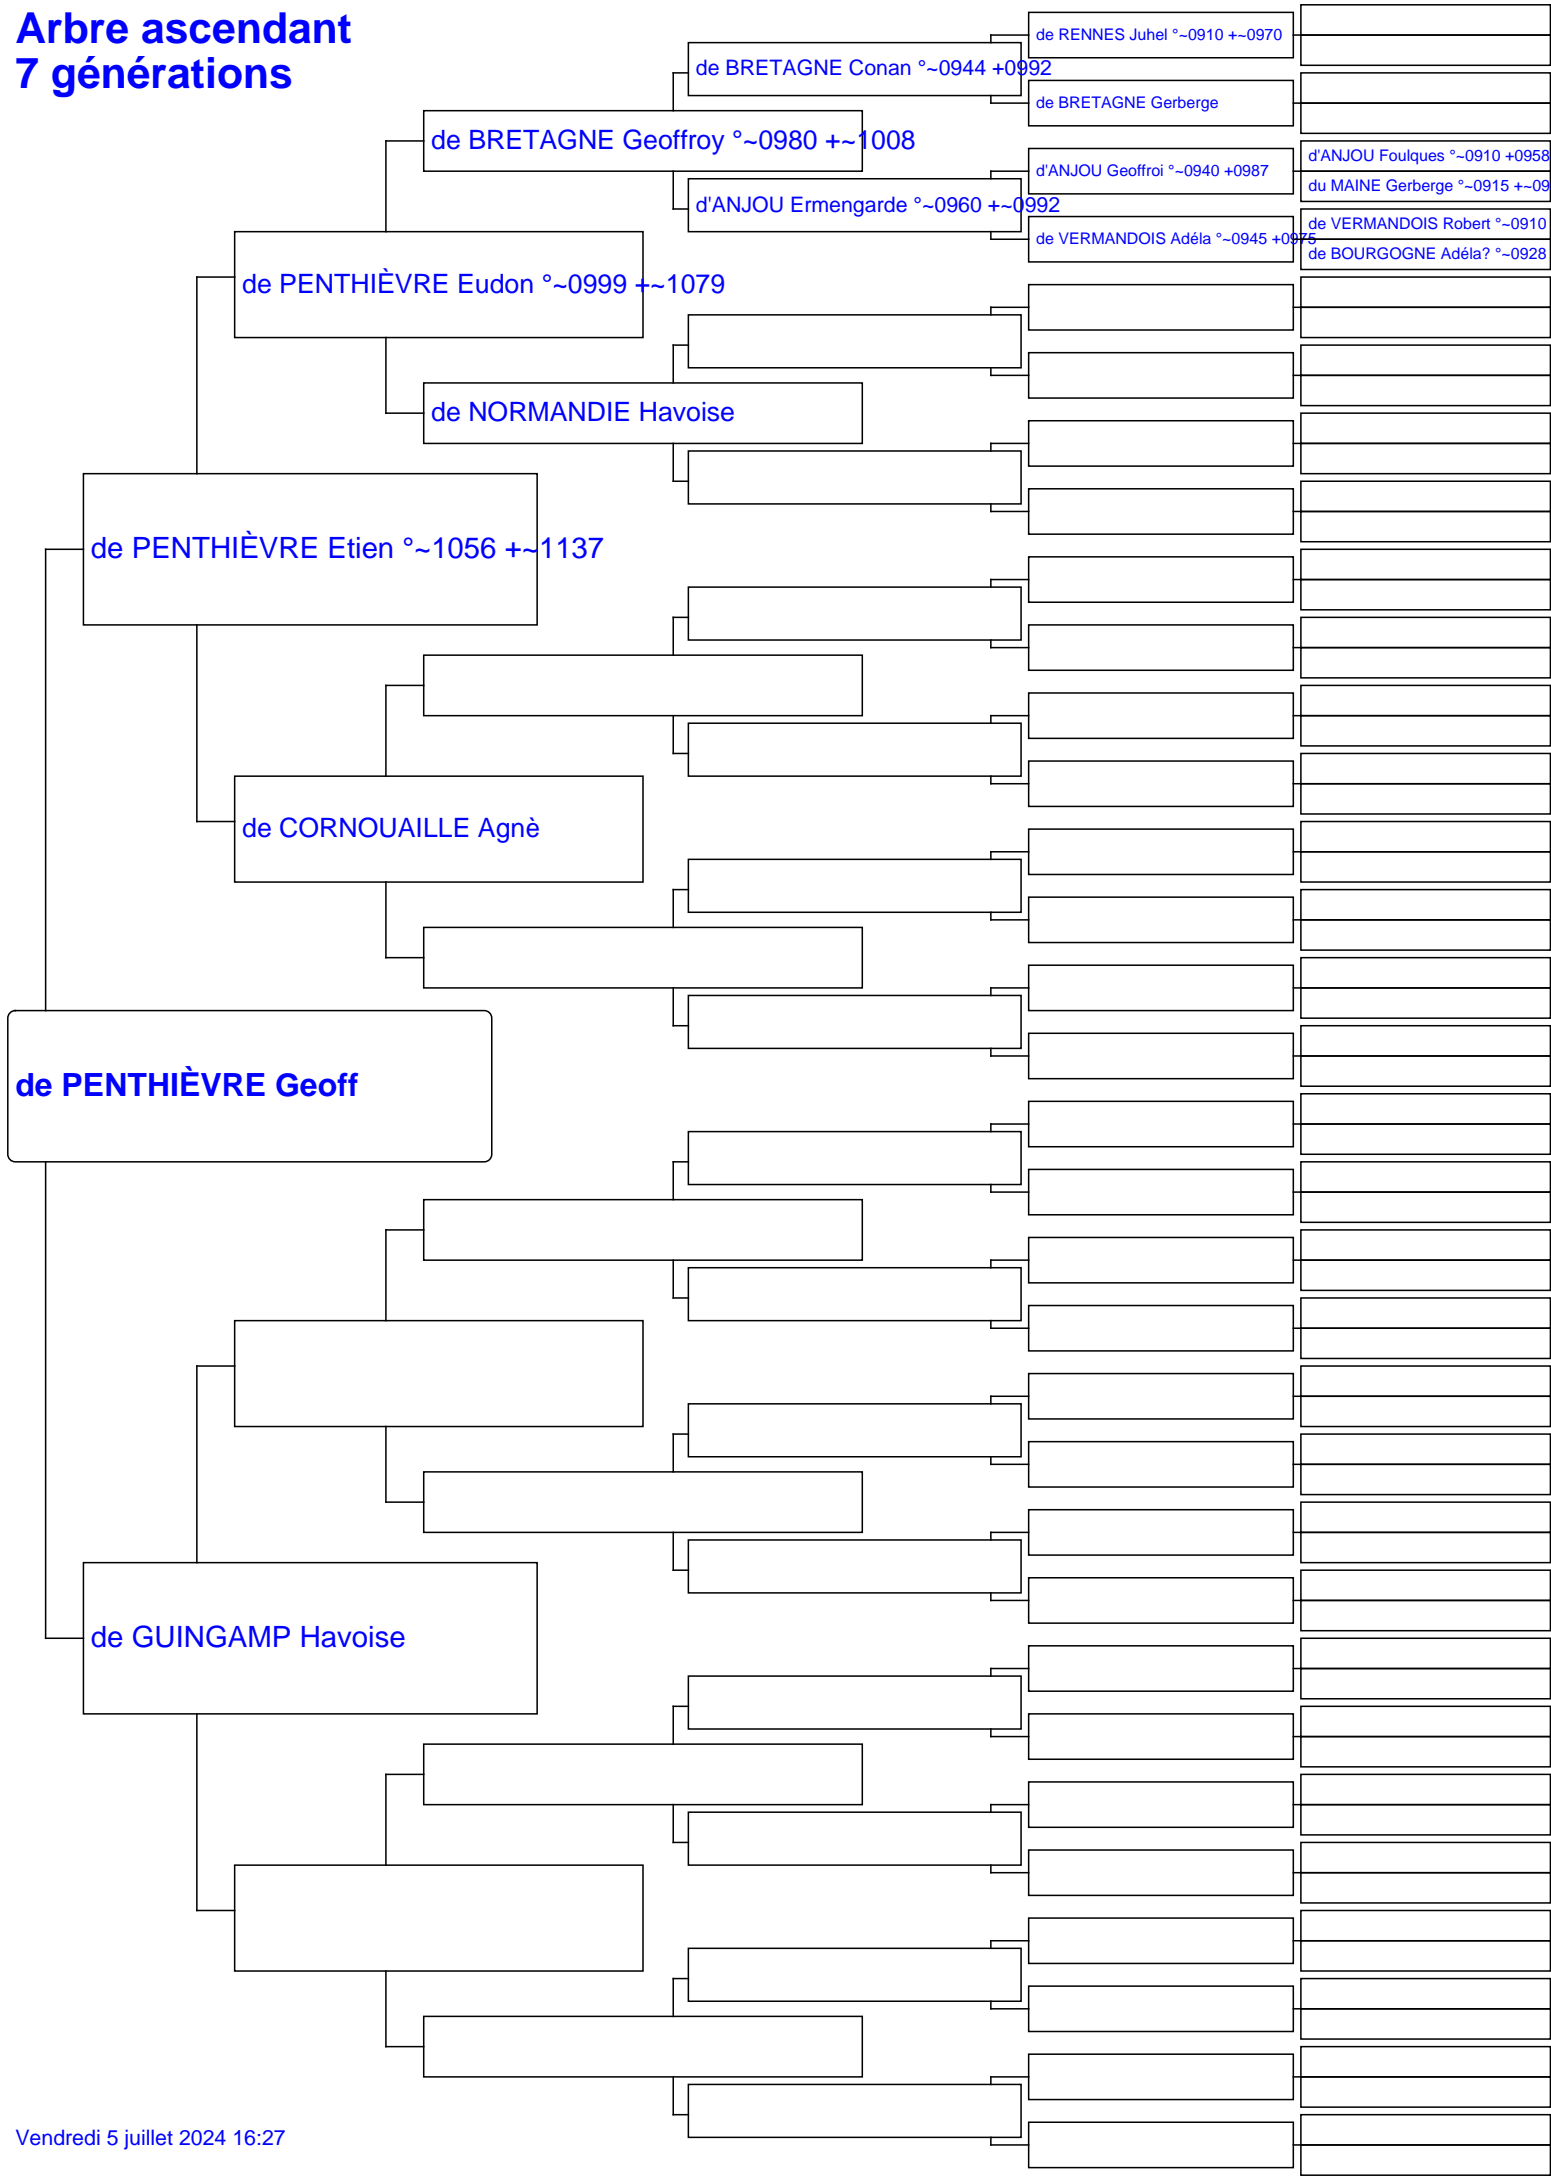 Arbre ascendant
7 générations
de RENNES Juhel °~0910 +~0970
de BRETAGNE Conan °~0944 +0992
de BRETAGNE Gerberge
de BRETAGNE Geoffroy °~0980 +~1008
d'ANJOU Foulques °~0910 +0958
d'ANJOU Geoffroi °~0940 +0987
du MAINE Gerberge °~0915 +~09
d'ANJOU Ermengarde °~0960 +~0992
de VERMANDOIS Robert °~0910
de VERMANDOIS Adéla °~0945 +0975
de BOURGOGNE Adéla? °~0928
de PENTHIÈVRE Eudon °~0999 +~1079
de NORMANDIE Havoise
de PENTHIÈVRE Etien °~1056 +~1137
de CORNOUAILLE Agnè
de PENTHIÈVRE Geoff
de GUINGAMP Havoise
Vendredi 5 juillet 2024 16:27